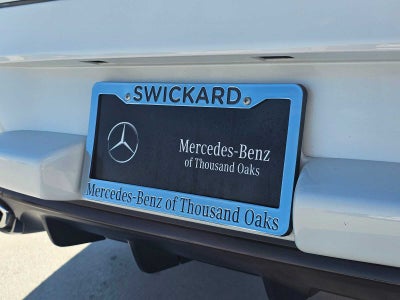 SWICKARD
Mercedes-Benz
of Thousand Oaks
Mercedes-Benz of Thousand Oaks